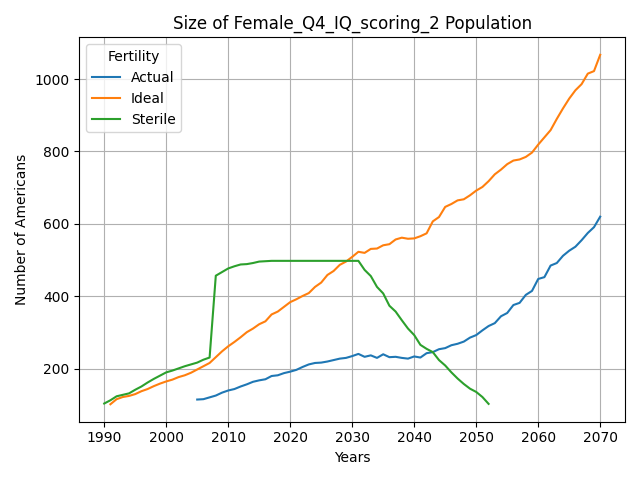 Size of Female_Q4_IQ_scoring_2 Population
Fertility
Actual
Ideal
Sterile
Number of Americans
1000
800
600
400
200
1990 2000 2010 2020 2030 2040 2050 2060 2070
Years